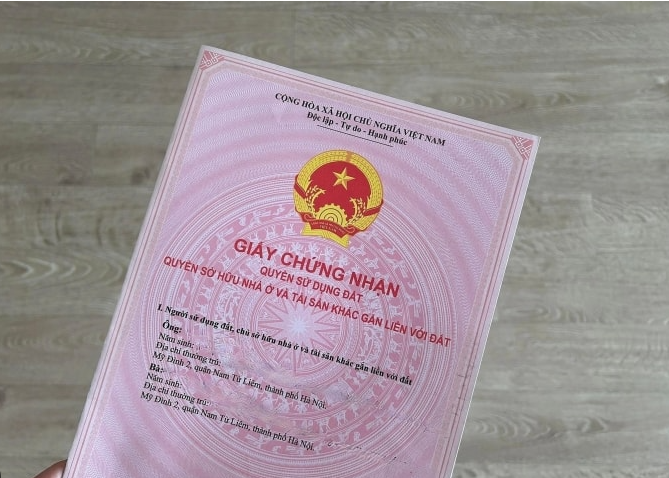 CỘNG HÒA XÃ HỘI CHỦ NGHĨA VIỆT NAM
Độc lập - Tự do - Hạnh phúc
GIẤY CHỨNG NHẬN
QUYỀN SỬ DỤNG ĐẤT
QUYỀN SỞ HỮU NHÀ Ở VÀ TÀI SẢN KHÁC GẮN LIỀN VỚI ĐẤT
I. Người sử dụng đất, chủ sở hữu nhà ở và tài sản khác gắn liền với đất
Ông:
Năm sinh:
Địa chỉ thường trú:
Mỹ Đình 2, quận Nam Từ Liêm, thành phố Hà Nội
Bà:
Năm sinh:
Địa chỉ thường trú:
Mỹ Đình 2, quận Nam Từ Liêm, thành phố Hà Nội